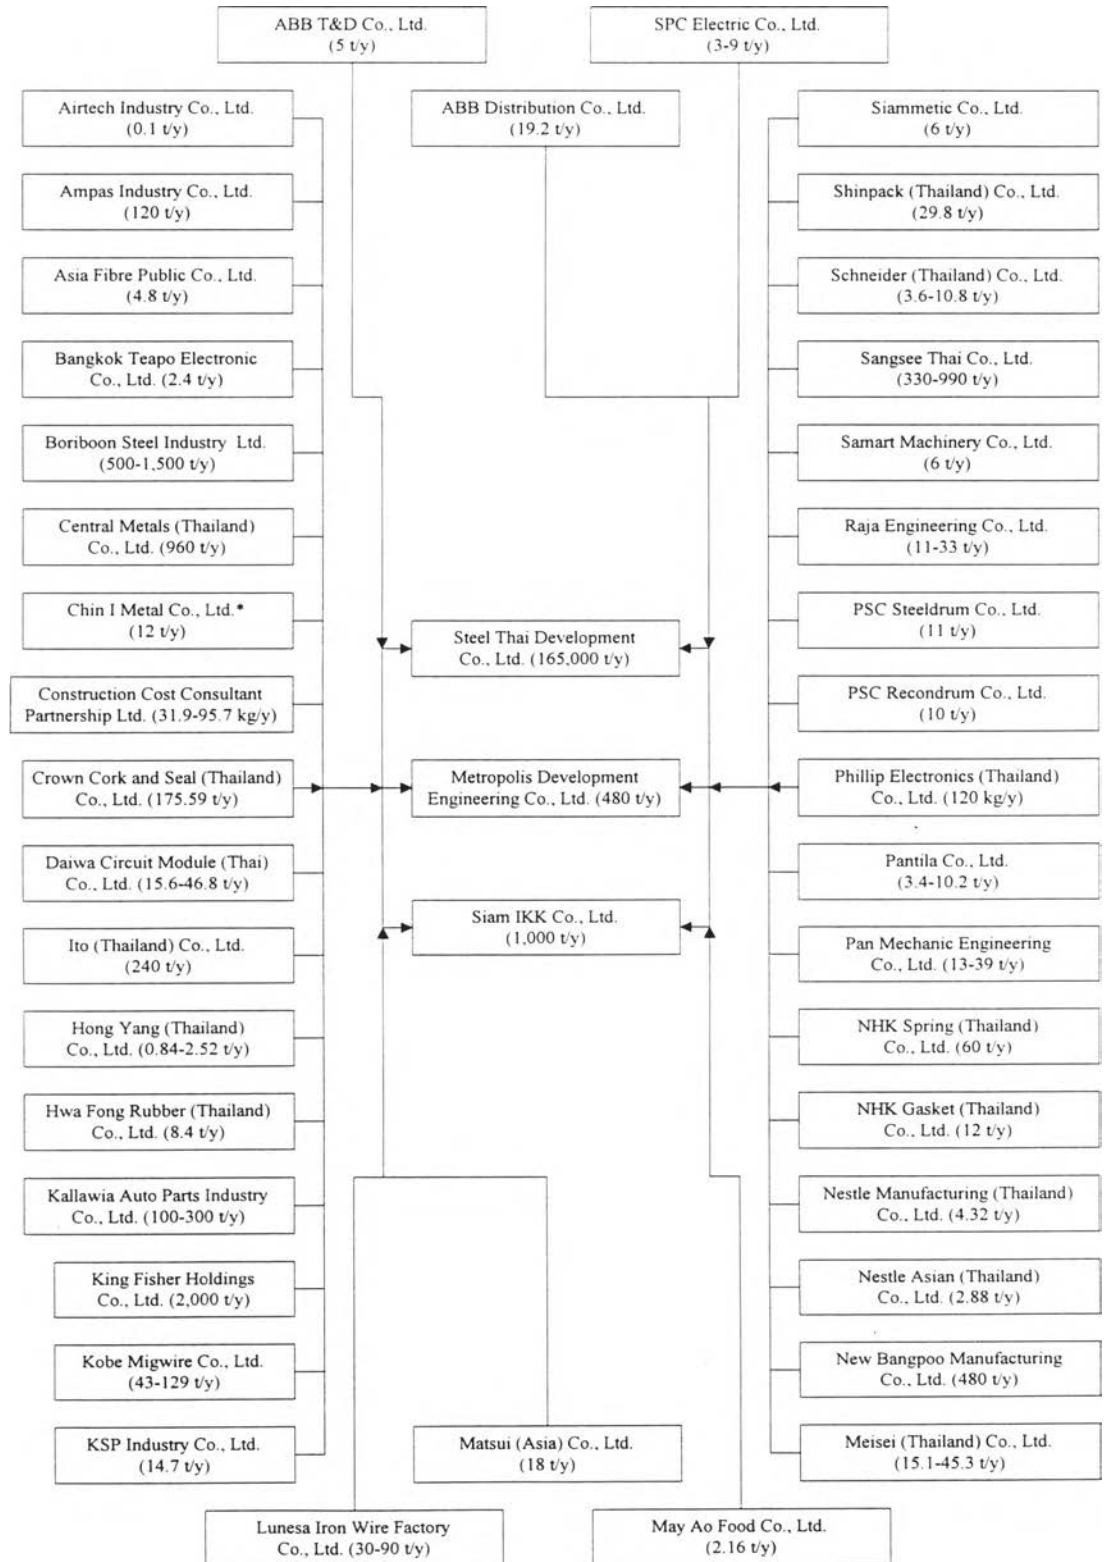 ABB T&D Co., Ltd.
(5 t/y)
SPC Electric Co., Ltd.
(3-9 t/y)
Airtech Industry Co., Ltd.
(0.1 t/y)
ABB Distribution Co., Ltd.
(19.2 t/y)
Siammetic Co., Ltd.
(6 t/y)
Ampas Industry Co., Ltd.
(120 t/y)
Shinpack (Thailand) Co., Ltd.
(29.8 t/y)
Asia Fibre Public Co., Ltd.
(4.8 t/y)
Schneider (Thailand) Co., Ltd.
(3.6-10.8 t/y)
Bangkok Teapo Electronic
Co., Ltd. (2.4 t/y)
Sangsee Thai Co., Ltd.
(330-990 t/y)
Boriboon Steel Industry Ltd.
(500-1,500 t/y)
Samart Machinery Co., Ltd.
(6 t/y)
Central Metals (Thailand)
Co., Ltd. (960 t/y)
Raja Engineering Co., Ltd.
(11-33 t/y)
Chin I Metal Co., Ltd.*
(12 t/y)
Steel Thai Development
Co., Ltd. (165,000 t/y)
PSC Steeldrum Co., Ltd.
(11 t/y)
Construction Cost Consultant
Partnership Ltd. (31.9-95.7 kg/y)
PSC Recondrum Co., Ltd.
(10 t/y)
Crown Cork and Seal (Thailand)
Co., Ltd. (175.59 t/y)
Metropolis Development
Engineering Co., Ltd. (480 t/y)
Phillip Electronics (Thailand)
Co., Ltd. (120 kg/y)
Daiwa Circuit Module (Thai)
Co., Ltd. (15.6-46.8 t/y)
Pantila Co., Ltd.
(3.4-10.2 t/y)
Ito (Thailand) Co., Ltd.
(240 t/y)
Siam IKK Co., Ltd.
(1,000 t/y)
Pan Mechanic Engineering
Co., Ltd. (13-39 t/y)
Hong Yang (Thailand)
Co., Ltd. (0.84-2.52 t/y)
NHK Spring (Thailand)
Co., Ltd. (60 t/y)
Hwa Fong Rubber (Thailand)
Co., Ltd. (8.4 t/y)
NHK Gasket (Thailand)
Co., Ltd. (12 t/y)
Kallawia Auto Parts Industry
Co., Ltd. (100-300 t/y)
Nestle Manufacturing (Thailand)
Co., Ltd. (4.32 t/y)
King Fisher Holdings
Co., Ltd. (2,000 t/y)
Nestle Asian (Thailand)
Co., Ltd. (2.88 t/y)
Kobe Migwire Co., Ltd.
(43-129 t/y)
New Bangpoo Manufacturing
Co., Ltd. (480 t/y)
KSP Industry Co., Ltd.
(14.7 t/y)
Matsui (Asia) Co., Ltd.
(18 t/y)
Meisei (Thailand) Co., Ltd.
(15.1-45.3 t/y)
Lunesa Iron Wire Factory
Co., Ltd. (30-90 t/y)
May Ao Food Co., Ltd.
(2.16 t/y)